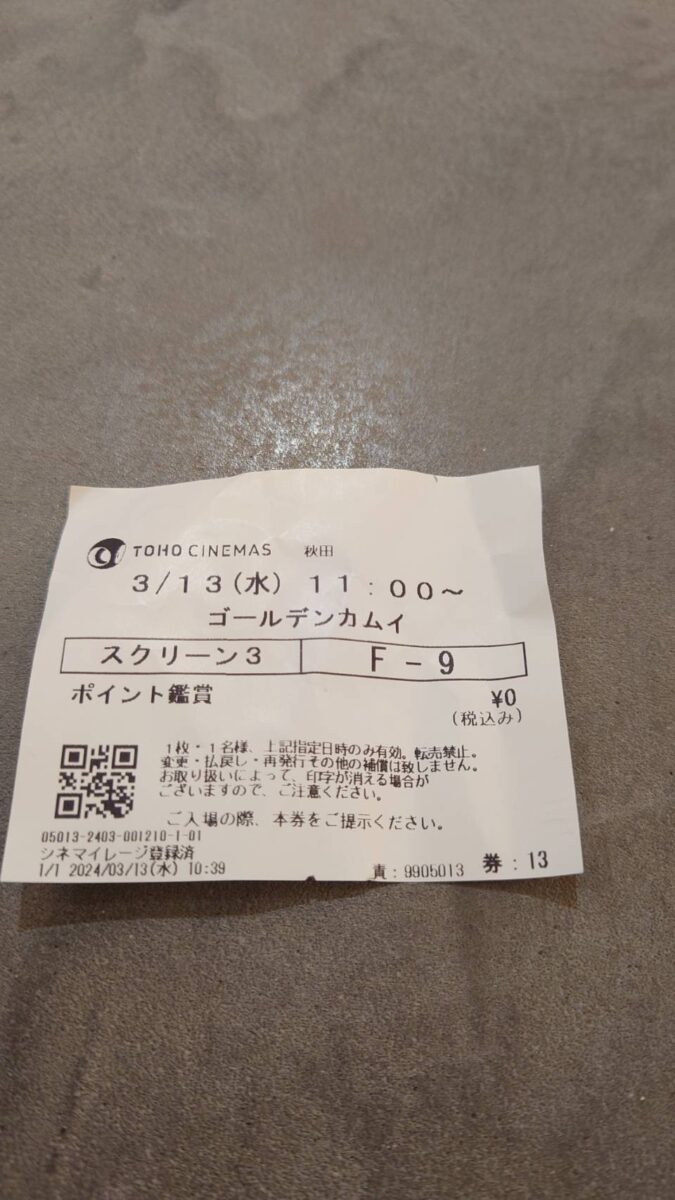 TOHO CINEMAS 秋田
3/13(水) 11:00～
ゴールデンカムイ
スクリーン3 F-9
ポイント鑑賞 ¥0
(税込み)
1枚・1名様、上記指定日時のみ有効。転売禁止。
変更・払戻し・再発行その他の補償は致しません。
お取り扱いによって、印字が消える場合が
ございますので、ご注意ください。
ご入場の際、本券をご提示ください。
05013-2403-001210-1-01
シネマイレージ登録済
1/1 2024/03/13(水) 10:39 責:9905013 券:13